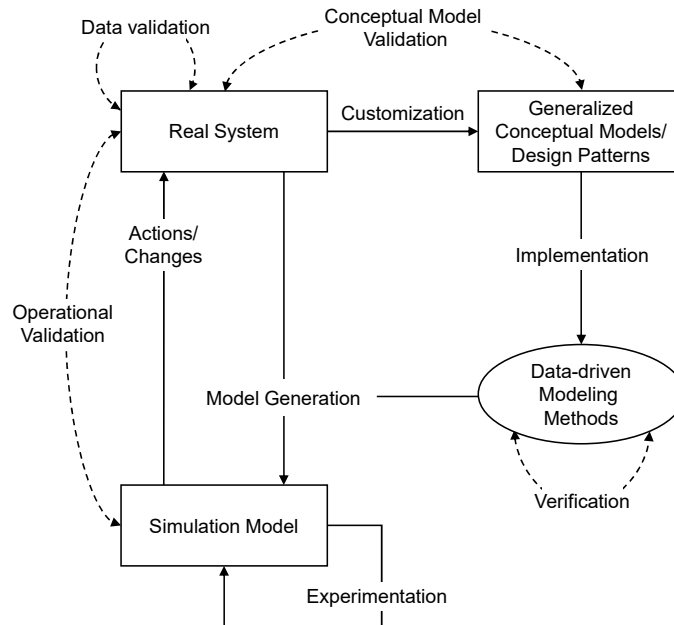 Data validation
Conceptual Model
Validation
Real System
Customization
Generalized
Conceptual Models/
Design Patterns
Actions/
Changes
Implementation
Operational
Validation
Model Generation
Data-driven
Modeling
Methods
Verification
Simulation Model
Experimentation